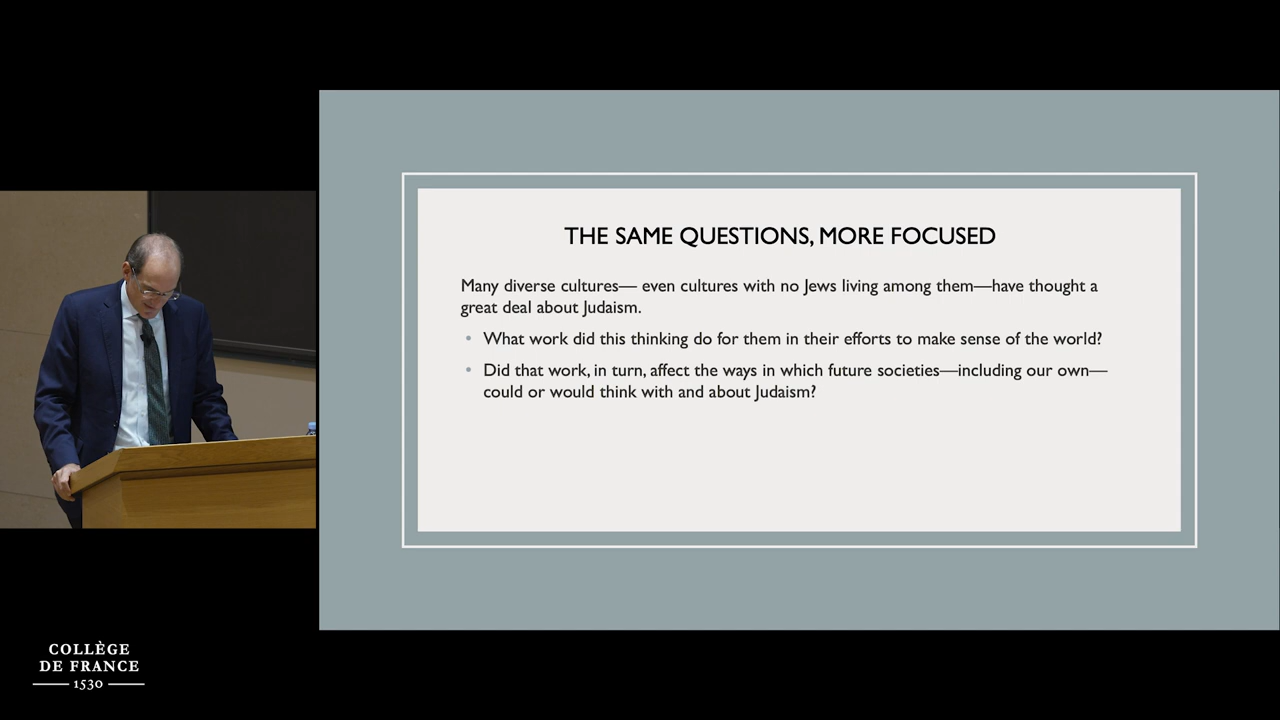 THE SAME QUESTIONS, MORE FOCUSED
Many diverse cultures— even cultures with no Jews living among them—have thought a
great deal about Judaism.
• What work did this thinking do for them in their efforts to make sense of the world?
• Did that work, in turn, affect the ways in which future societies—including our own—
could or would think with and about Judaism?
COLLÈGE
DE FRANCE
1530